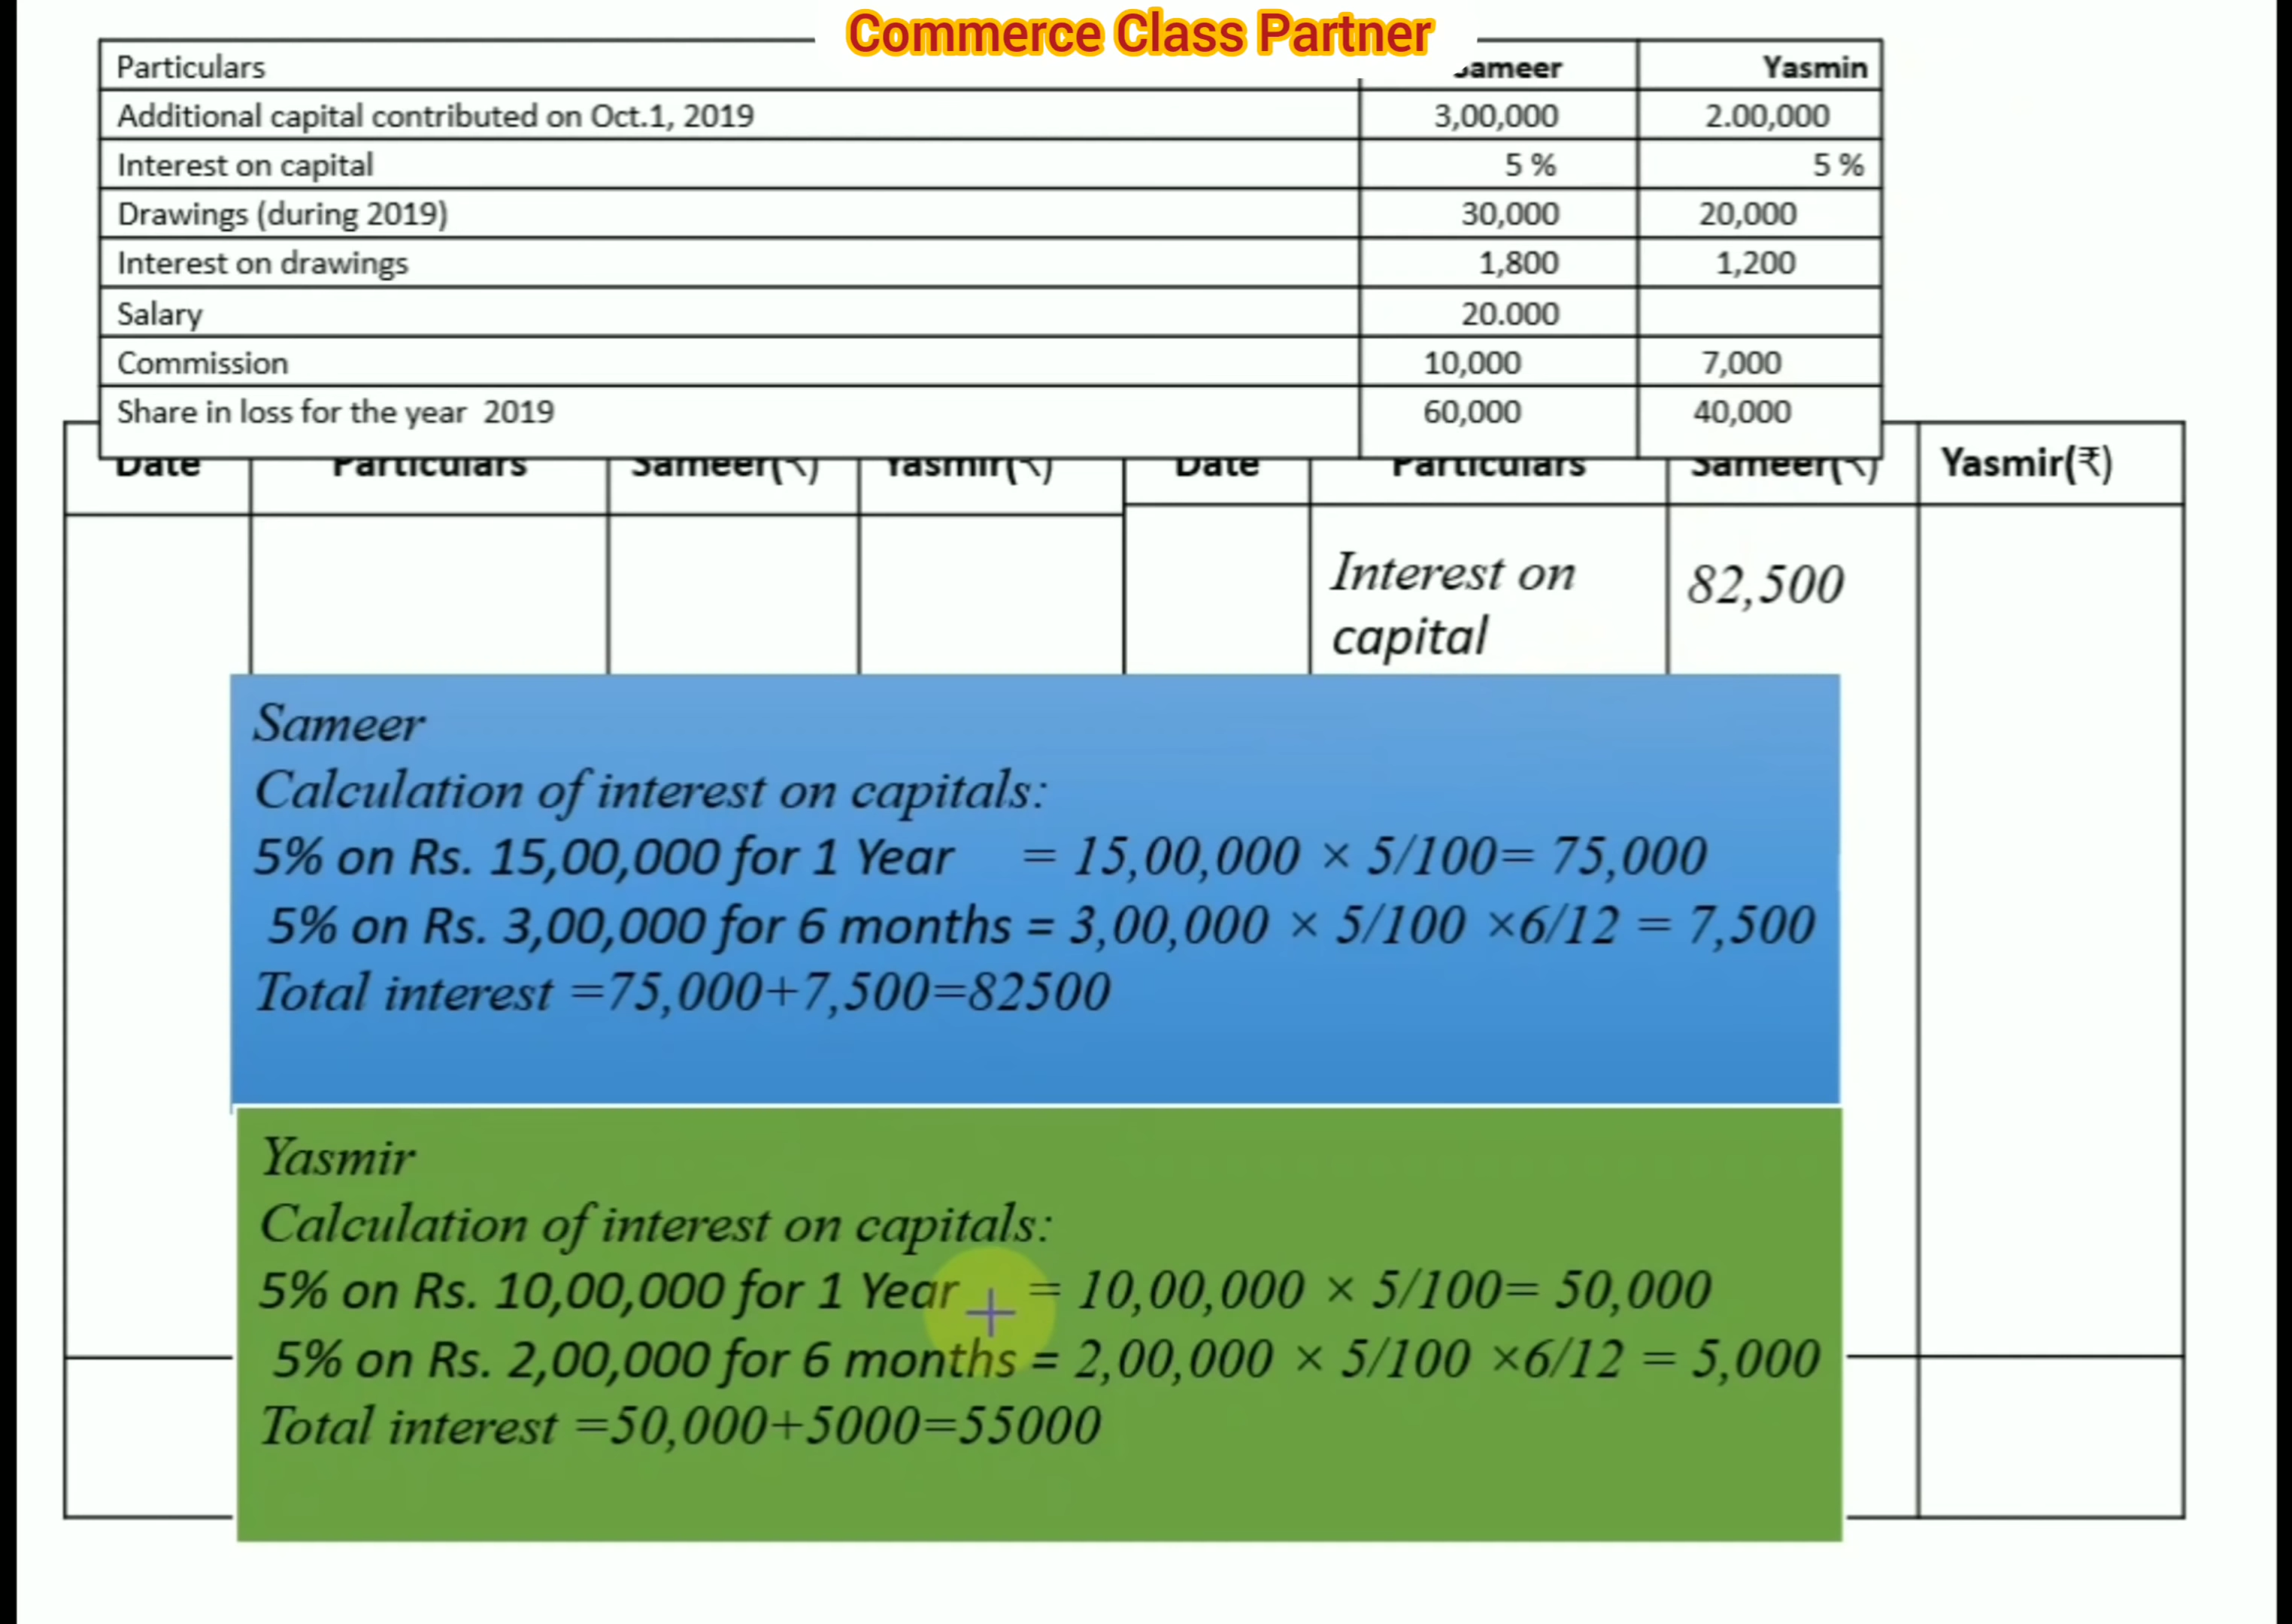 Commerce Class Partner
Particulars Sameer Yasmin
Additional capital contributed on Oct.1, 2019 3,00,000 2.00,000
Interest on capital 5 % 5 %
Drawings (during 2019) 30,000 20,000
Interest on drawings 1,800 1,200
Salary 20.000
Commission 10,000 7,000
Share in loss for the year 2019 60,000 40,000
Date Particulars Sameer(₹) Yasmir(₹) Date Particulars Sameer(₹) Yasmir(₹)
Interest on 82,500
capital
Sameer
Calculation of interest on capitals:
5% on Rs. 15,00,000 for 1 Year = 15,00,000 × 5/100= 75,000
5% on Rs. 3,00,000 for 6 months = 3,00,000 × 5/100 ×6/12 = 7,500
Total interest =75,000+7,500=82500
Yasmir
Calculation of interest on capitals:
5% on Rs. 10,00,000 for 1 Year = 10,00,000 × 5/100= 50,000
5% on Rs. 2,00,000 for 6 months = 2,00,000 × 5/100 ×6/12 = 5,000
Total interest =50,000+5000=55000